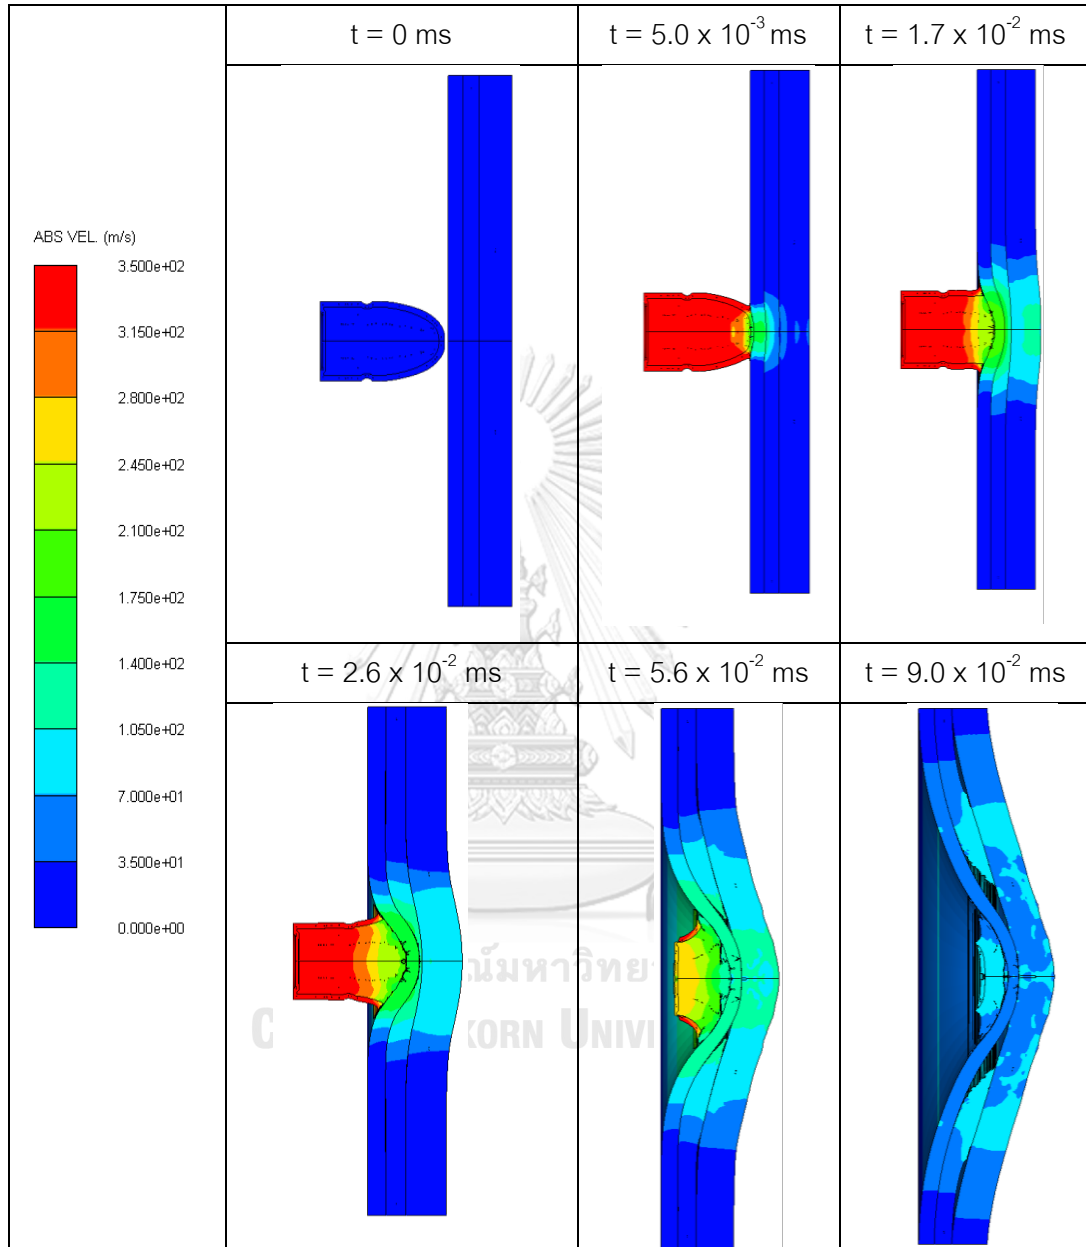 t = 0 ms
t = 5.0 x 10⁻³ ms
t = 1.7 x 10⁻² ms
ABS VEL. (m/s)
3.500e+02
3.150e+02
2.800e+02
2.450e+02
2.100e+02
1.750e+02
1.400e+02
1.050e+02
7.000e+01
3.500e+01
0.000e+00
t = 2.6 x 10⁻² ms
t = 5.6 x 10⁻² ms
t = 9.0 x 10⁻² ms